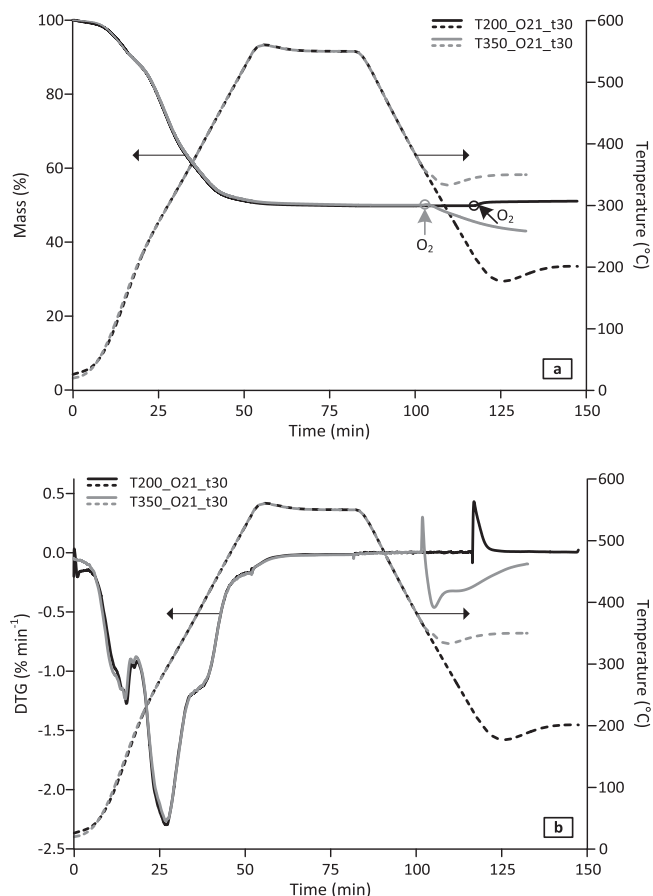 100%
80
60
40
20
0
Mass (%)
0
25
50
75
100
125
150
Time (min)
600
500
400
300
200
100
0
Temperature (°C)
T200_O21_t30
T350_O21_t30
O₂
O₂
a
0.5
0.0
-0.5
-1.0
-1.5
-2.0
-2.5
DTG (% min⁻¹)
0
25
50
75
100
125
150
Time (min)
600
500
400
300
200
100
0
Temperature (°C)
T200_O21_t30
T350_O21_t30
b